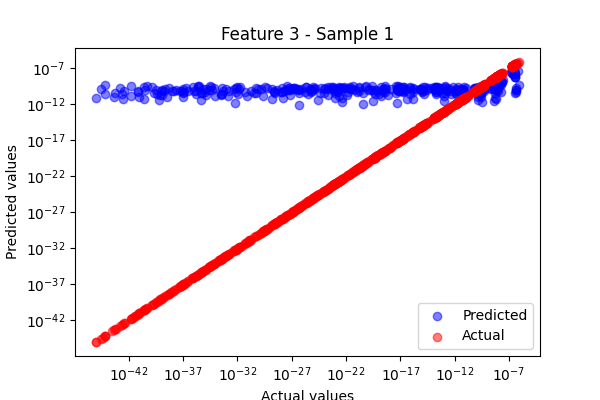 Feature 3 - Sample 1
Predicted values
10⁻⁷
10⁻¹²
10⁻¹⁷
10⁻²²
10⁻²⁷
10⁻³²
10⁻³⁷
10⁻⁴²
Predicted
Actual
10⁻⁴² 10⁻³⁷ 10⁻³² 10⁻²⁷ 10⁻²² 10⁻¹⁷ 10⁻¹² 10⁻⁷
Actual values